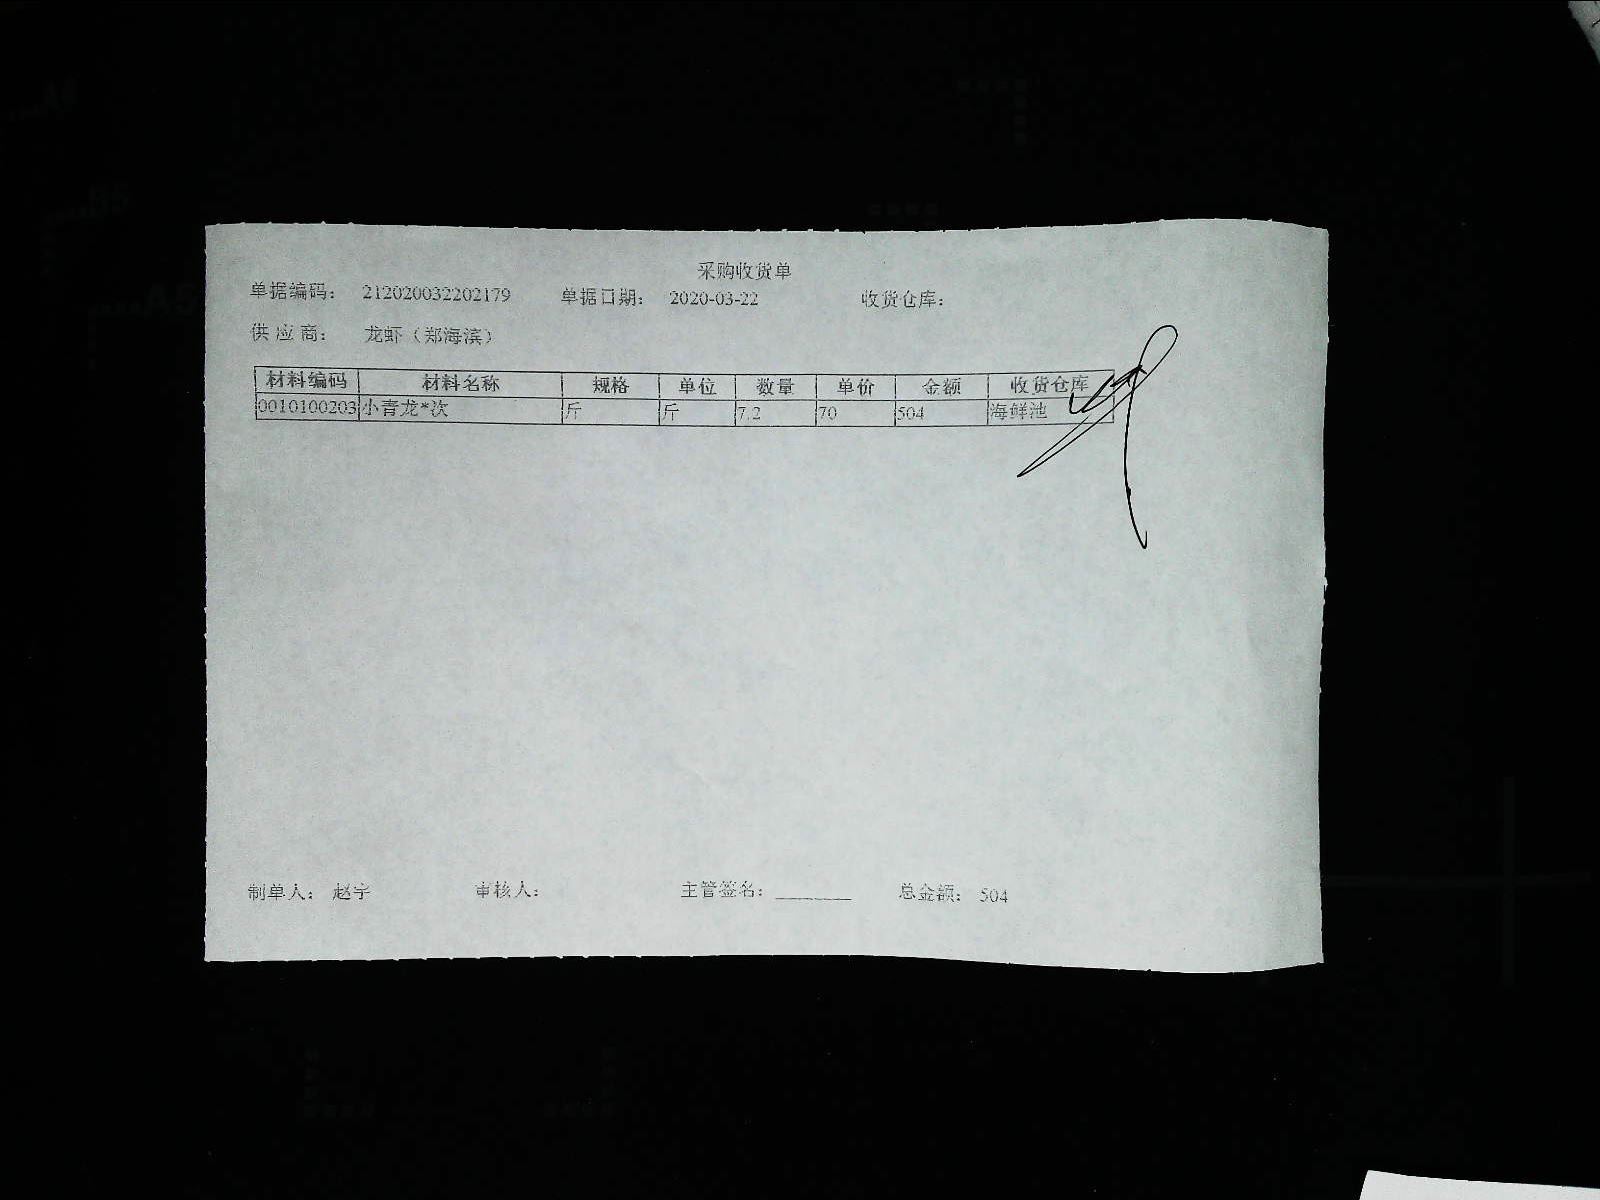 采购收货单
单据编码： 212020032202179 单据日期： 2020-03-22 收货仓库：
供 应 商： 龙虾（郑海滨）
材料编码 材料名称 规格 单位 数量 单价 金额 收货仓库
0010100203 小青龙*次 斤 斤 7.2 70 504 海鲜池
制单人： 赵宇 审核人： 主管签名： ________ 总金额： 504